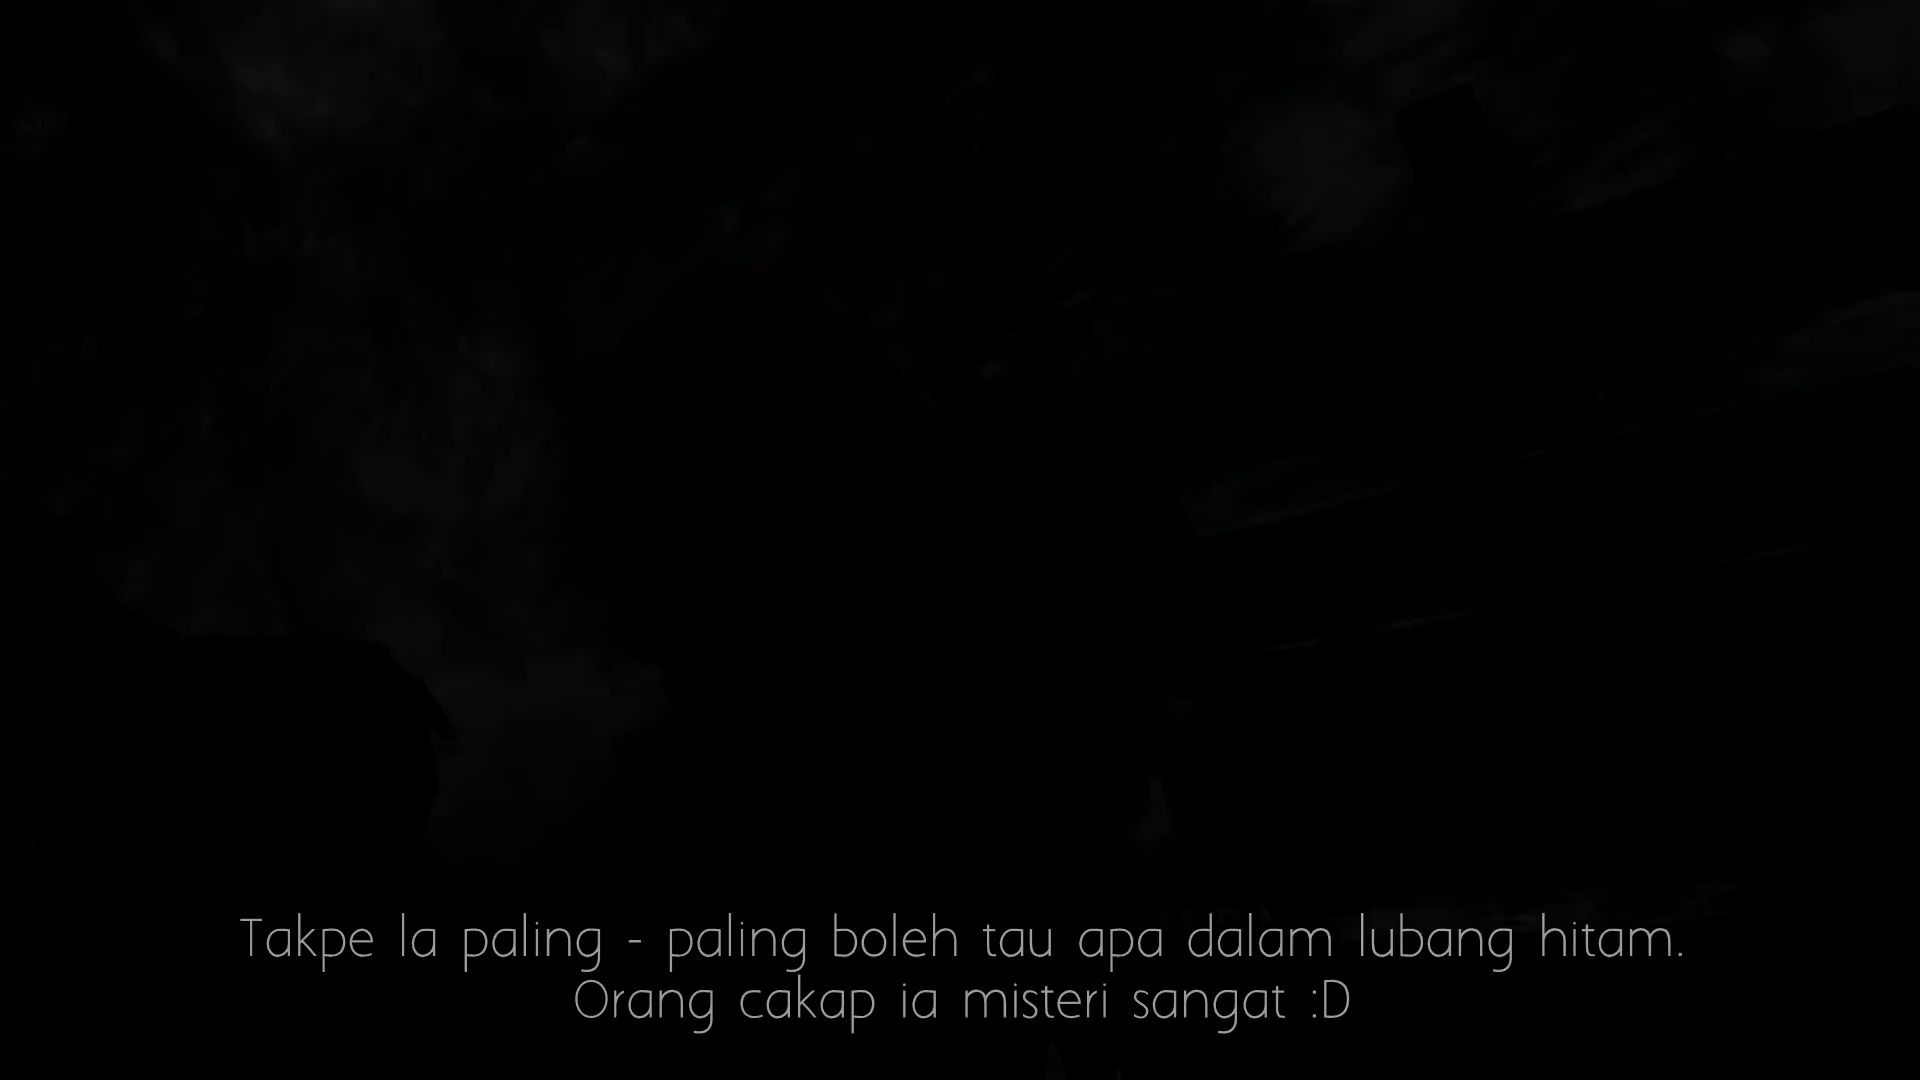 Takpe la paling - paling boleh tau apa dalam lubang hitam.
Orang cakap ia misteri sangat :D